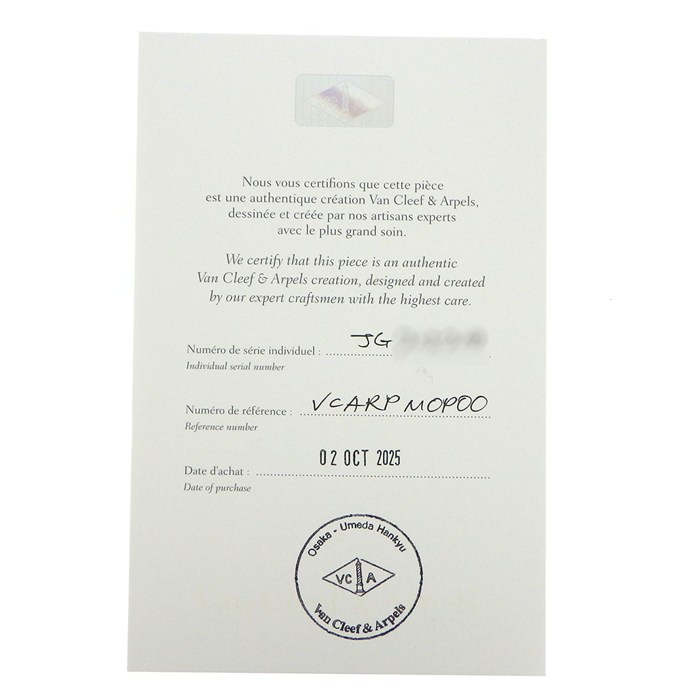 Nous vous certifions que cette pièce
est une authentique création Van Cleef & Arpels,
dessinée et créée par nos artisans experts
avec le plus grand soin.
We certify that this piece is an authentic
Van Cleef & Arpels creation, designed and created
by our expert craftsmen with the highest care.
Numéro de série individuel : JG
Individual serial number
Numéro de référence : VCARPMOP00
Reference number
02 OCT 2025
Date d'achat :
Date of purchase
Osaka - Umeda Hankyu
VC A
Van Cleef & Arpels